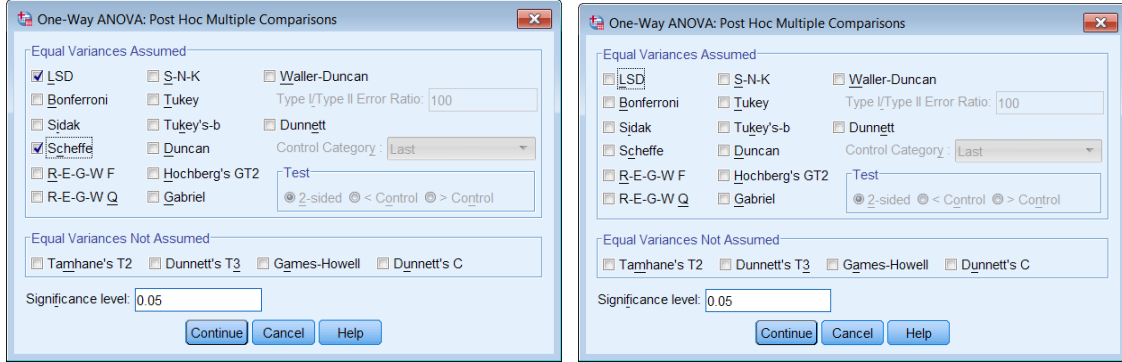 One-Way ANOVA: Post Hoc Multiple Comparisons
Equal Variances Assumed
LSD S-N-K Waller-Duncan
Bonferroni Tukey Type I/Type II Error Ratio: 100
Sidak Tukey's-b Dunnett
Scheffe Duncan Control Category : Last
R-E-G-W F Hochberg's GT2 Test
R-E-G-W Q Gabriel 2-sided < Control > Control
Equal Variances Not Assumed
Tamhane's T2 Dunnett's T3 Games-Howell Dunnett's C
Significance level: 0.05
Continue Cancel Help
One-Way ANOVA: Post Hoc Multiple Comparisons
Equal Variances Assumed
LSD S-N-K Waller-Duncan
Bonferroni Tukey Type I/Type II Error Ratio: 100
Sidak Tukey's-b Dunnett
Scheffe Duncan Control Category : Last
R-E-G-W F Hochberg's GT2 Test
R-E-G-W Q Gabriel 2-sided < Control > Control
Equal Variances Not Assumed
Tamhane's T2 Dunnett's T3 Games-Howell Dunnett's C
Significance level: 0.05
Continue Cancel Help